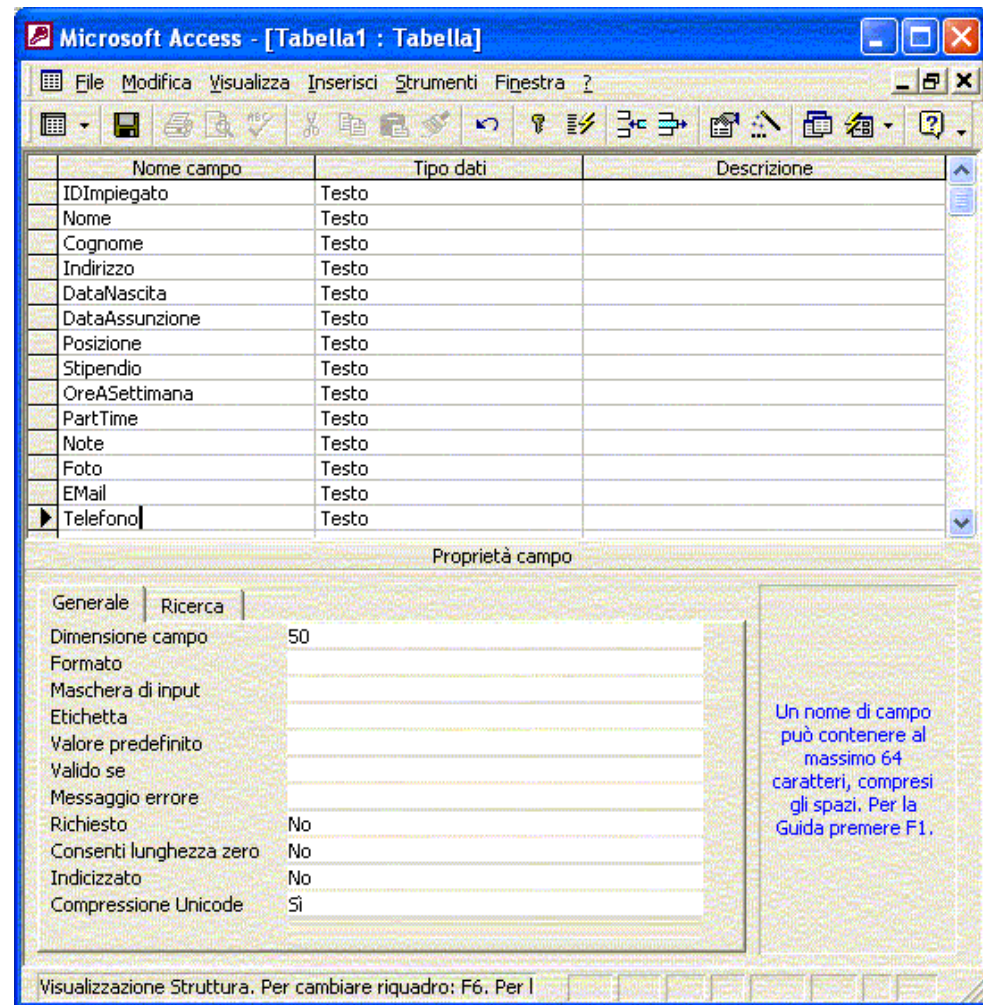 Microsoft Access - [Tabella1 : Tabella]
File Modifica Visualizza Inserisci Strumenti Finestra ?
Nome campo Tipo dati Descrizione
IDImpiegato Testo
Nome Testo
Cognome Testo
Indirizzo Testo
DataNascita Testo
DataAssunzione Testo
Posizione Testo
Stipendio Testo
OreASettimana Testo
PartTime Testo
Note Testo
Foto Testo
EMail Testo
Telefono Testo
Proprietà campo
Generale Ricerca
Dimensione campo 50
Formato
Maschera di input
Etichetta
Valore predefinito
Valido se
Messaggio errore
Richiesto No
Consenti lunghezza zero No
Indicizzato No
Compressione Unicode Sì
Un nome di campo
può contenere al
massimo 64
caratteri, compresi
gli spazi. Per la
Guida premere F1.
Visualizzazione Struttura. Per cambiare riquadro: F6. Per l